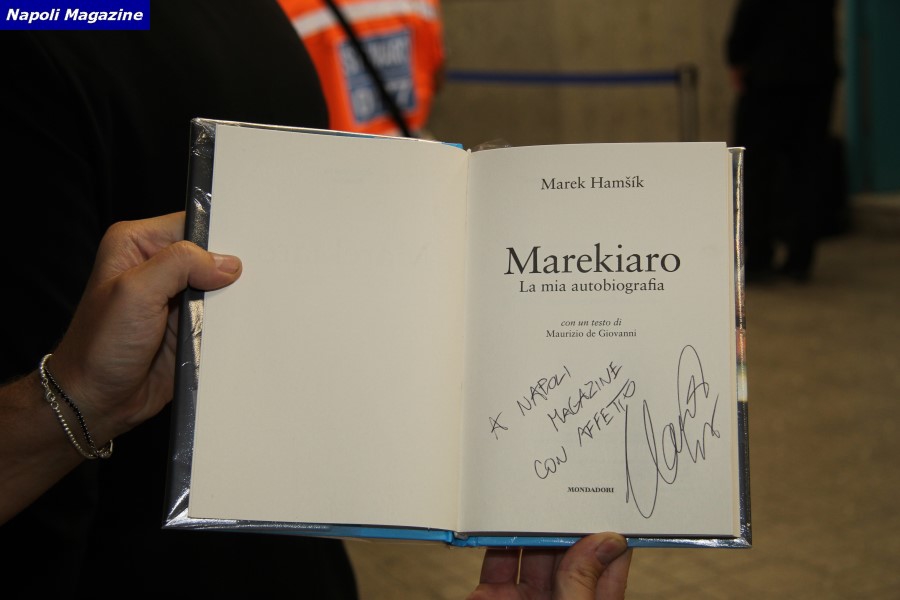 Napoli Magazine
Marek Hamšík
Marekiaro
La mia autobiografia
con un testo di
Maurizio de Giovanni
A NAPOLI
MAGAZINE
CON AFFETTO
MONDADORI